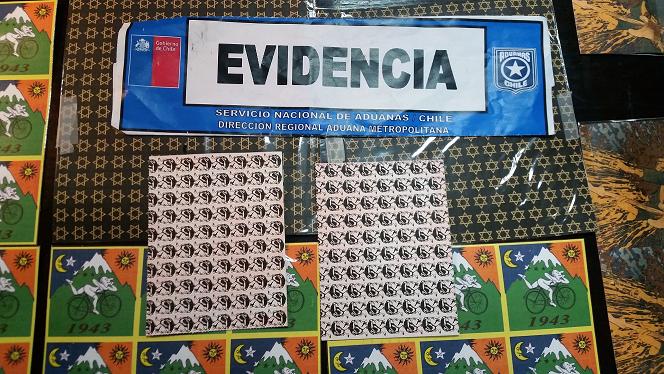 Gobierno
de Chile
EVIDENCIA
ADUANAS
CHILE
SERVICIO NACIONAL DE ADUANAS / CHILE
DIRECCION REGIONAL ADUANA METROPOLITANA
1943
1943
1943
1943
1943
1943